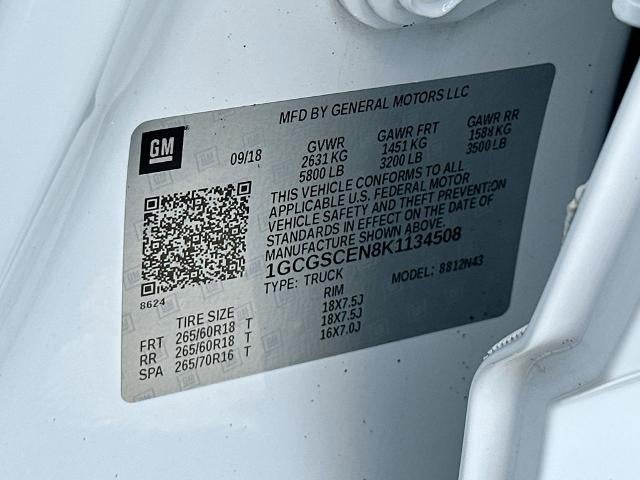 MFD BY GENERAL MOTORS LLC
GM
09/18 GVWR GAWR FRT GAWR RR
2631 KG 1451 KG 1588 KG
5800 LB 3200 LB 3500 LB
THIS VEHICLE CONFORMS TO ALL
APPLICABLE U.S. FEDERAL MOTOR
VEHICLE SAFETY AND THEFT PREVENTION
STANDARDS IN EFFECT ON THE DATE OF
MANUFACTURE SHOWN ABOVE.
1GCGSCEN8K1134508
TYPE: TRUCK MODEL: 8812N43
8624
TIRE SIZE RIM
FRT 265/60R18 T 18X7.5J
RR 265/60R18 T 18X7.5J
SPA 265/70R16 T 16X7.0J